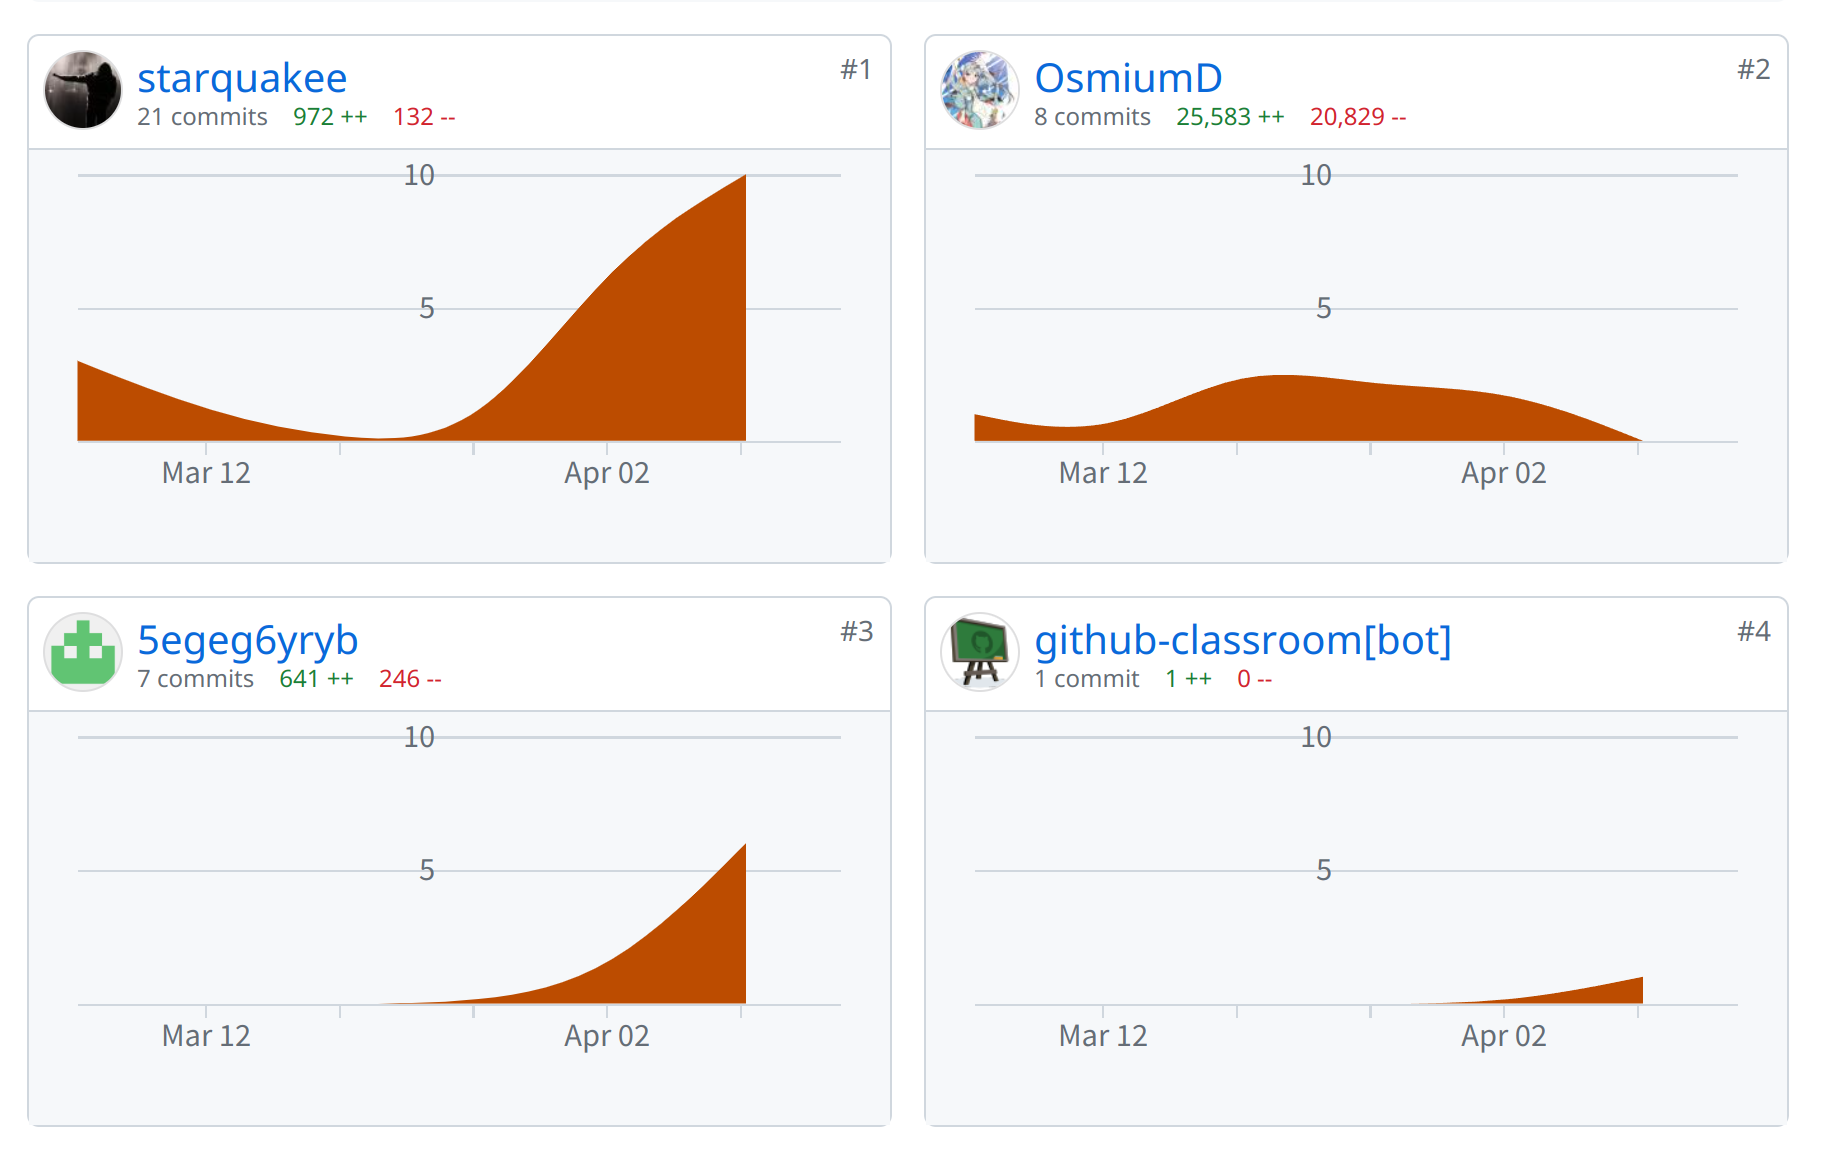 starquakee
#1
21 commits 972 ++ 132 --
10
5
Mar 12 Apr 02
OsmiumD
#2
8 commits 25,583 ++ 20,829 --
10
5
Mar 12 Apr 02
5egeg6yryb
#3
7 commits 641 ++ 246 --
10
5
Mar 12 Apr 02
github-classroom[bot]
#4
1 commit 1 ++ 0 --
10
5
Mar 12 Apr 02